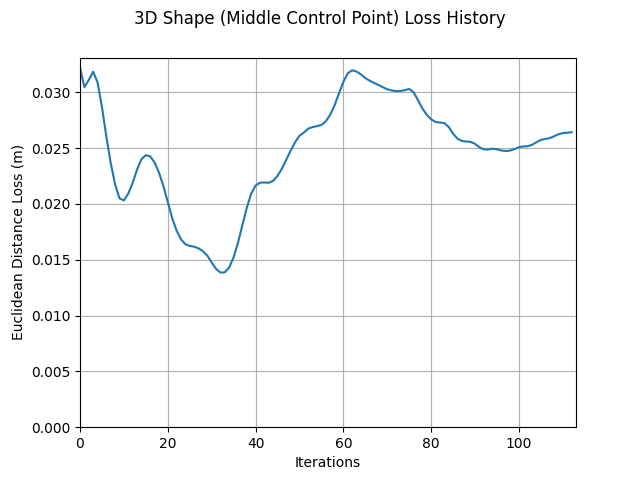 3D Shape (Middle Control Point) Loss History
Euclidean Distance Loss (m)
0.030
0.025
0.020
0.015
0.010
0.005
0.000
0 20 40 60 80 100
Iterations